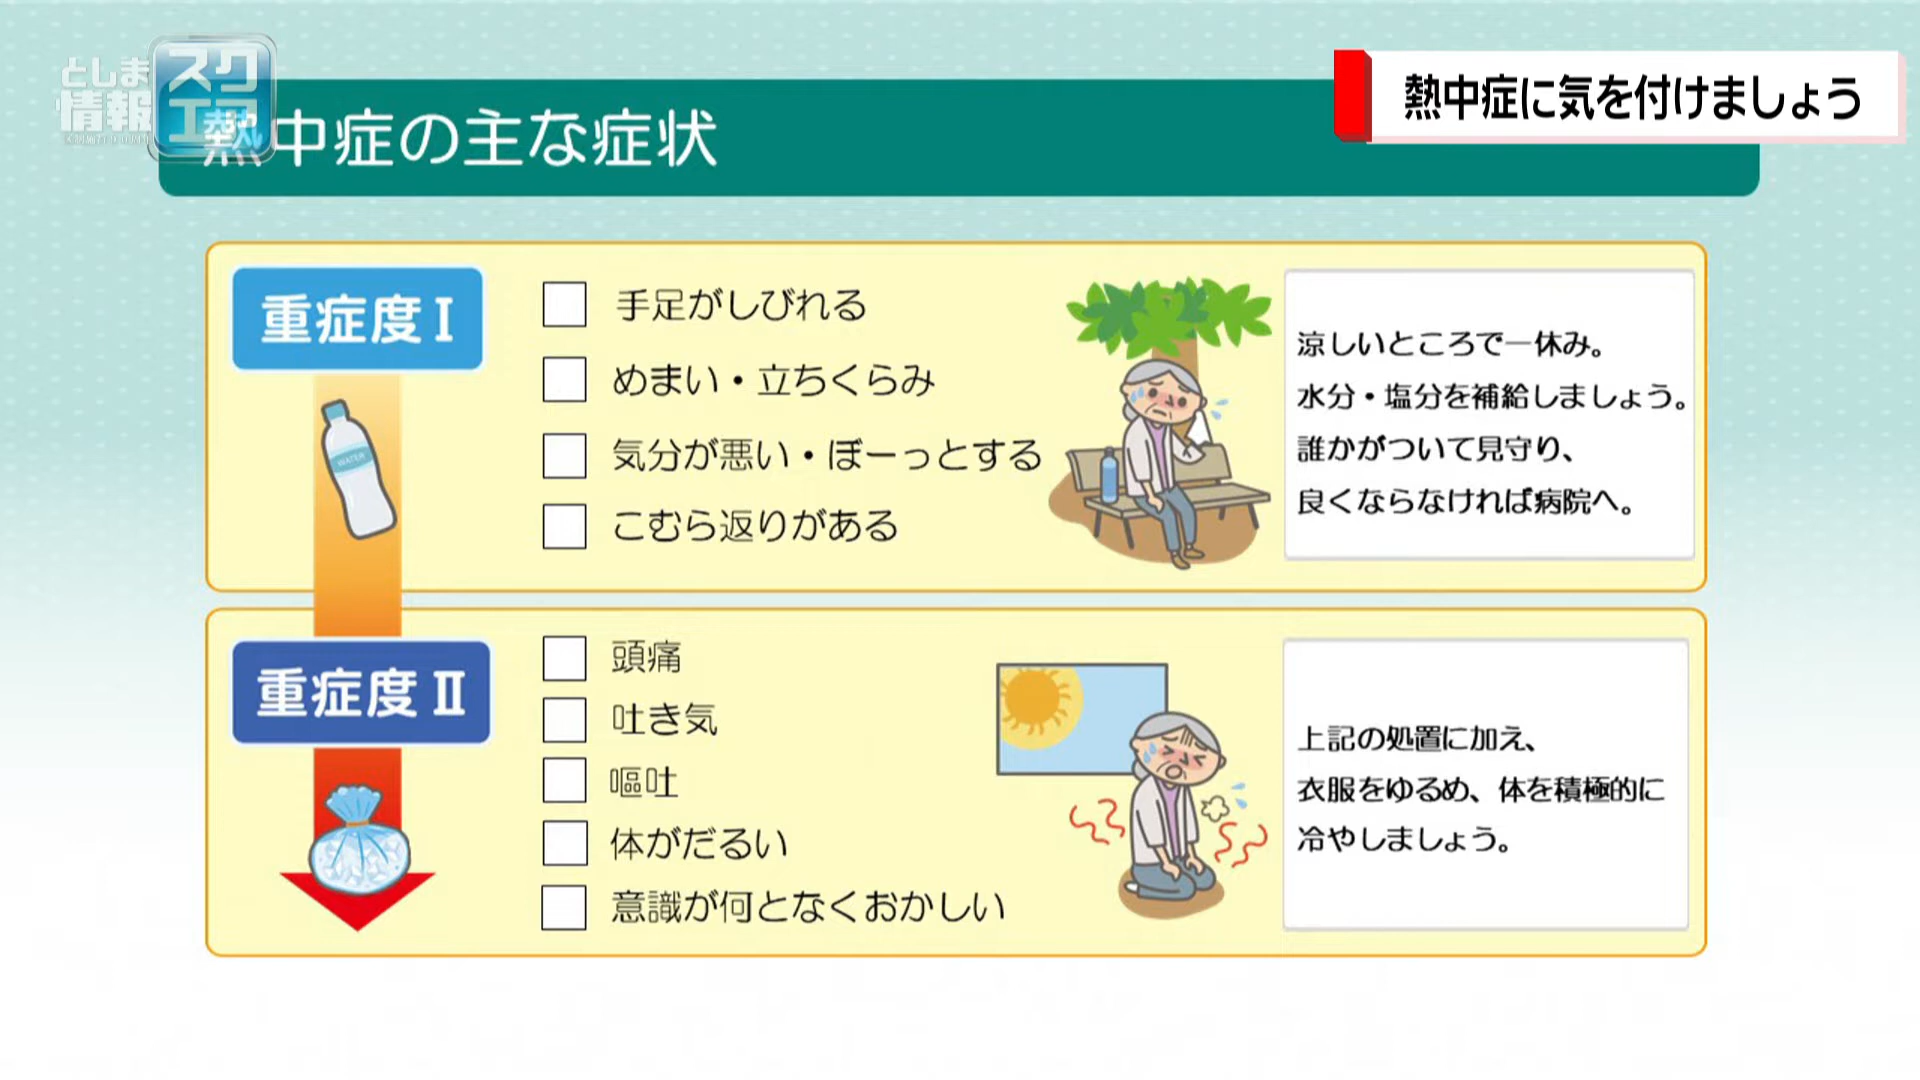 としま
情報
スク
エア
熱中症に気を付けましょう
熱中症の主な症状
重症度Ⅰ
WATER
手足がしびれる
めまい・立ちくらみ
気分が悪い・ぼーっとする
こむら返りがある
涼しいところで一休み。
水分・塩分を補給しましょう。
誰かがついて見守り、
良くならなければ病院へ。
重症度Ⅱ
頭痛
吐き気
嘔吐
体がだるい
意識が何となくおかしい
上記の処置に加え、
衣服をゆるめ、体を積極的に
冷やしましょう。